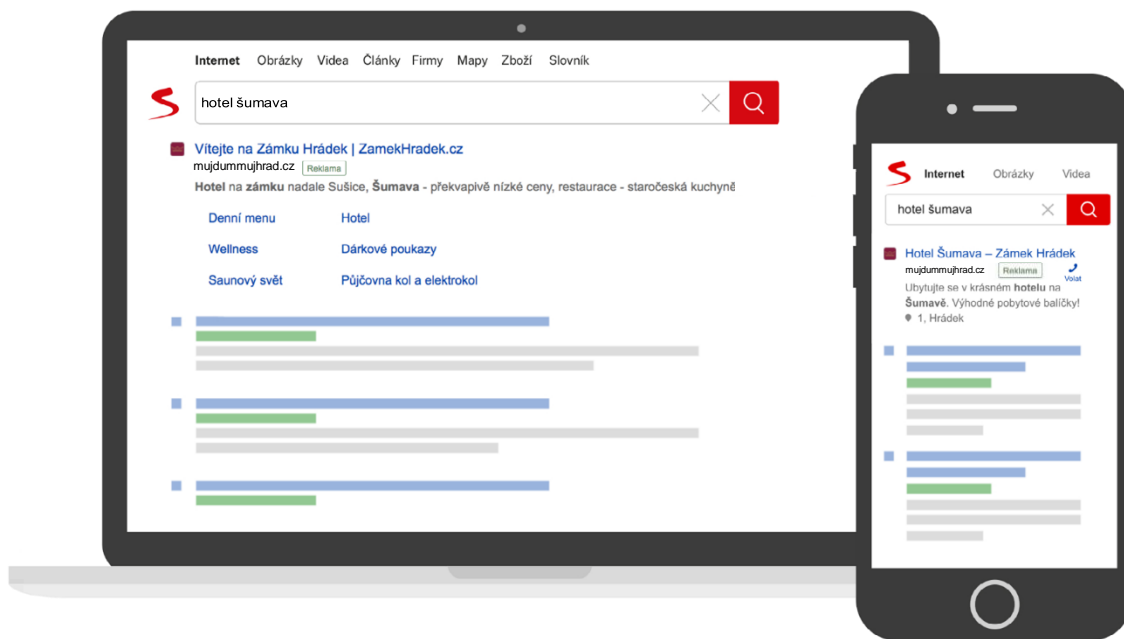 Internet Obrázky Videa Články Firmy Mapy Zboží Slovník
hotel šumava
Vítejte na Zámku Hrádek | ZamekHradek.cz
mujdummujhrad.cz Reklama
Hotel na zámku nadale Sušice, Šumava - překvapivě nízké ceny, restaurace - staročeská kuchyně
Denní menu Hotel
Wellness Dárkové poukazy
Saunový svět Půjčovna kol a elektrokol
Internet Obrázky Videa
hotel šumava
Hotel Šumava – Zámek Hrádek
mujdummujhrad.cz Reklama Volat
Ubytujte se v krásném hotelu na
Šumavě. Výhodné pobytové balíčky!
1, Hrádek